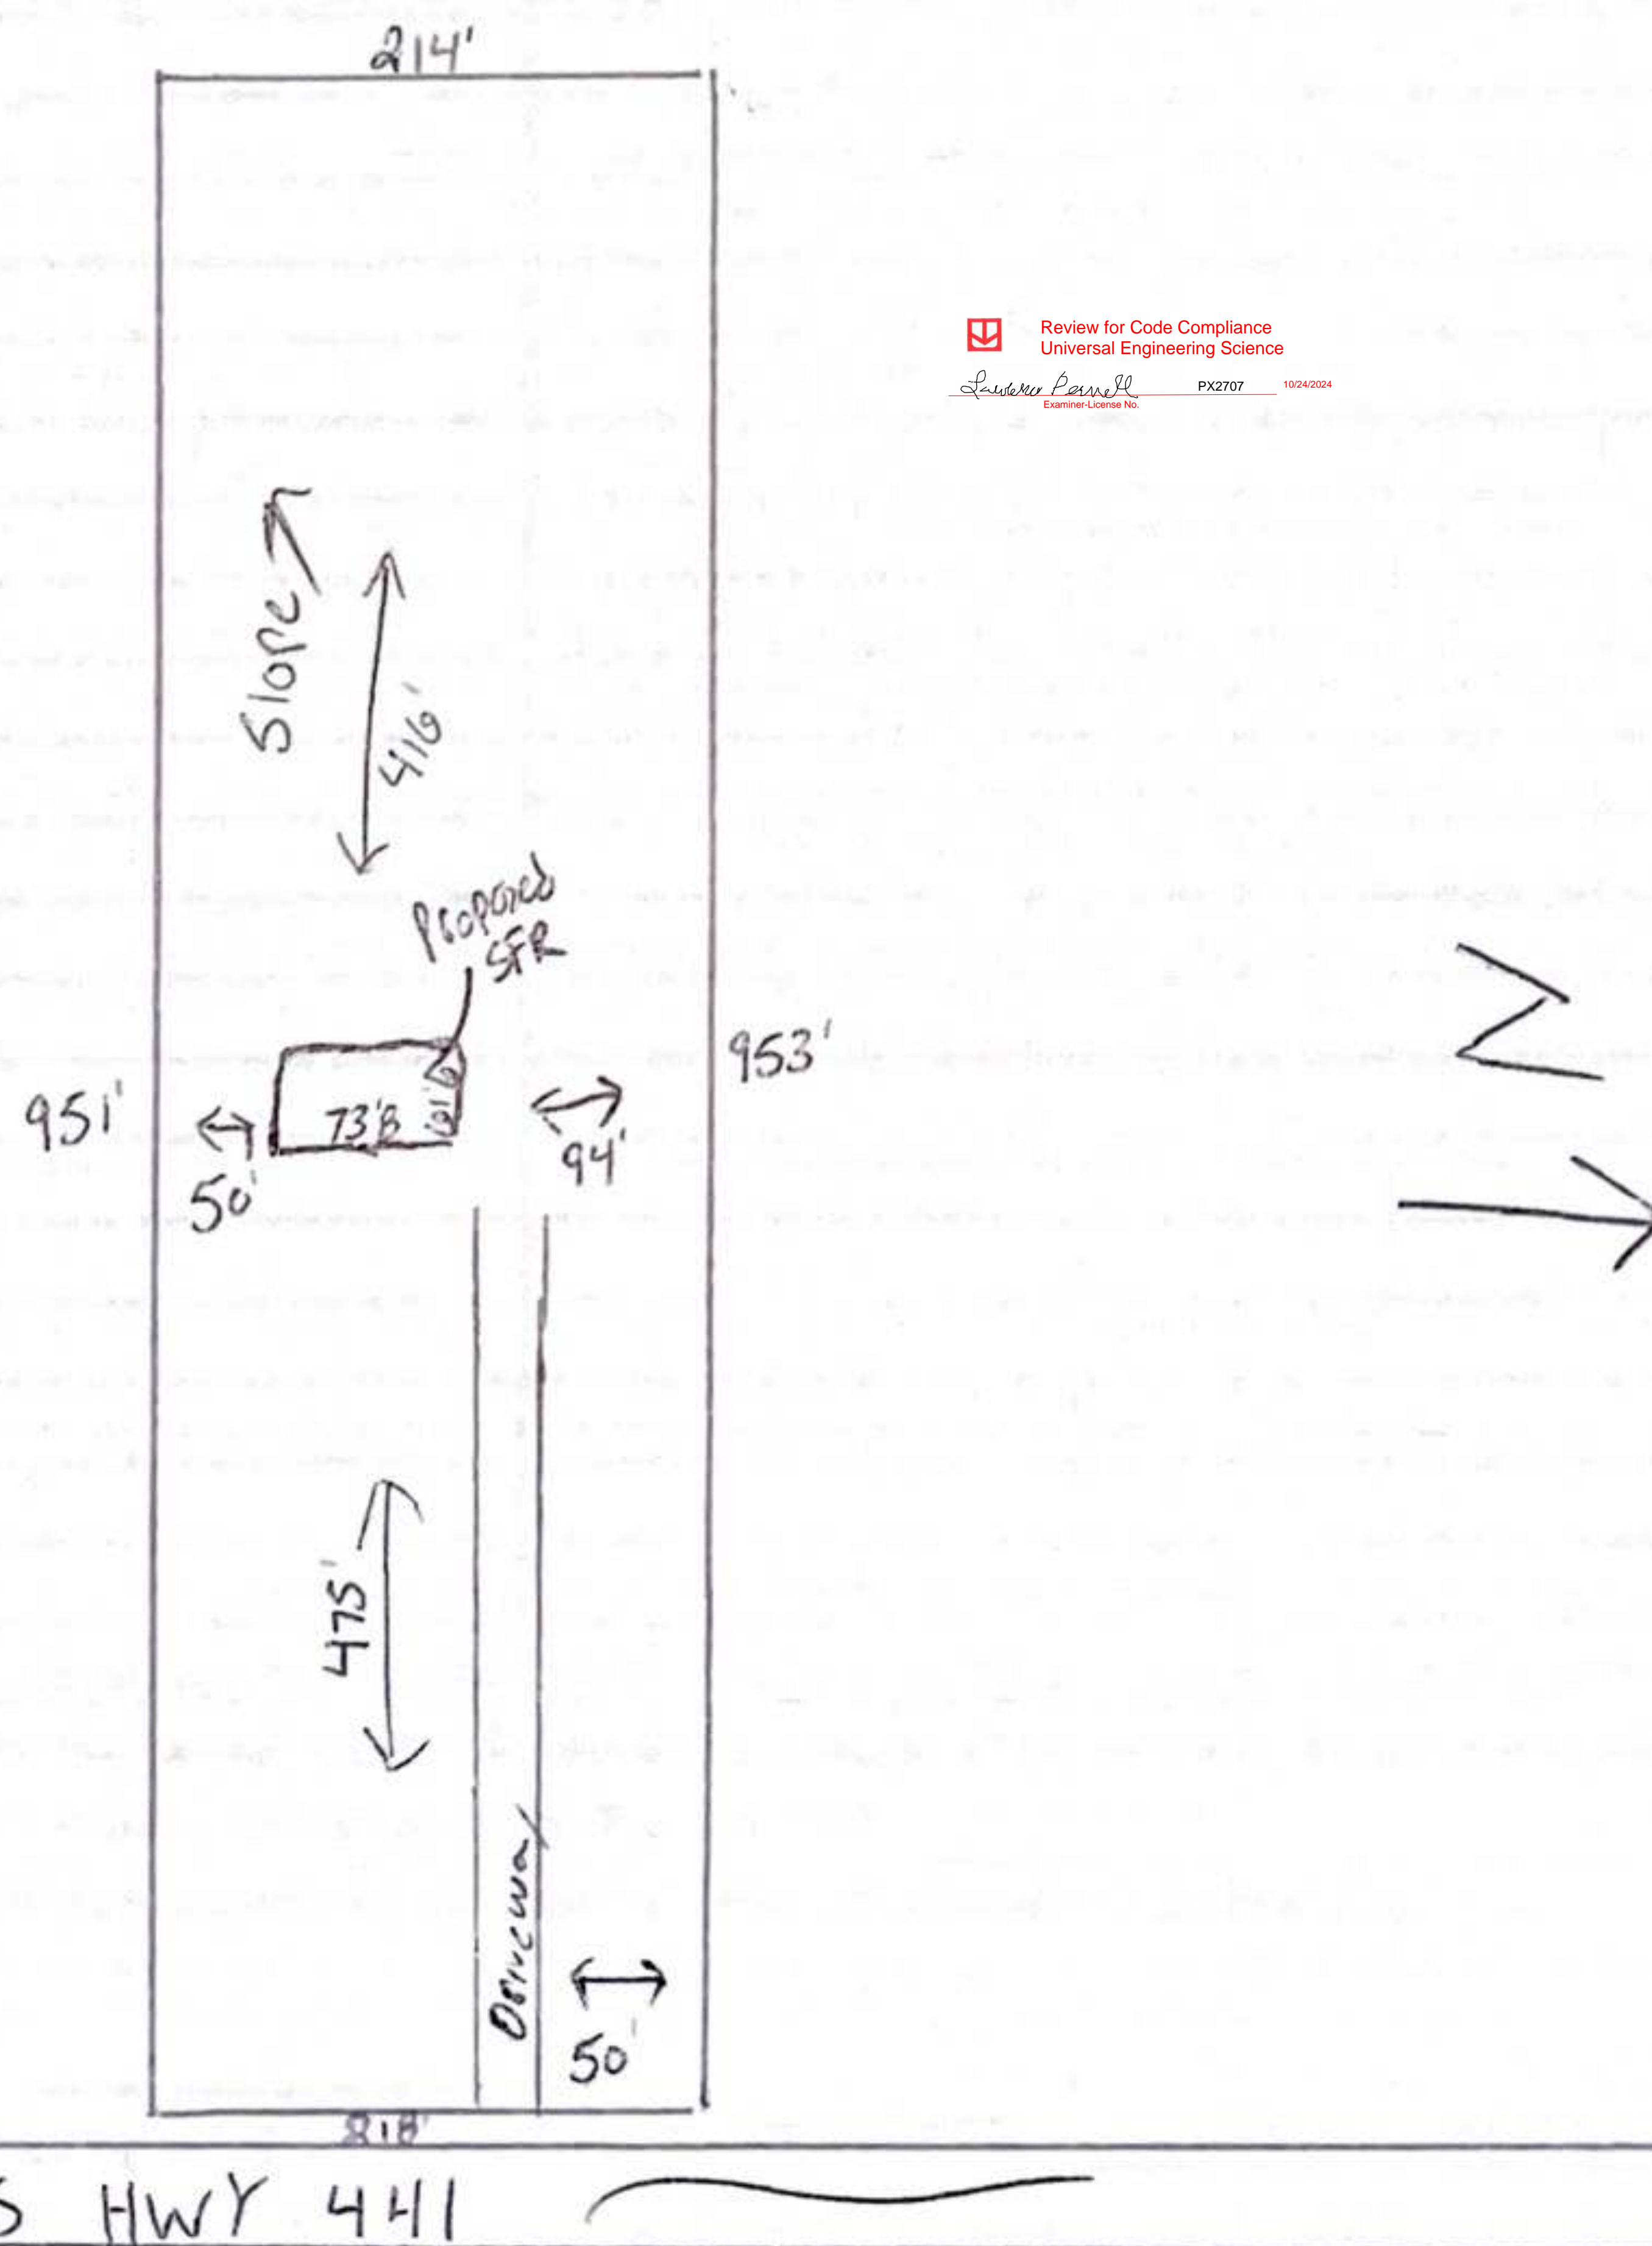 214'
Review for Code Compliance
Universal Engineering Science
PX2707 10/24/2024
Examiner-License No.
Slope
416'
Proposed
SFR
953'
951'
73'8
94'
50'
475'
Driveway
50'
HWY 441